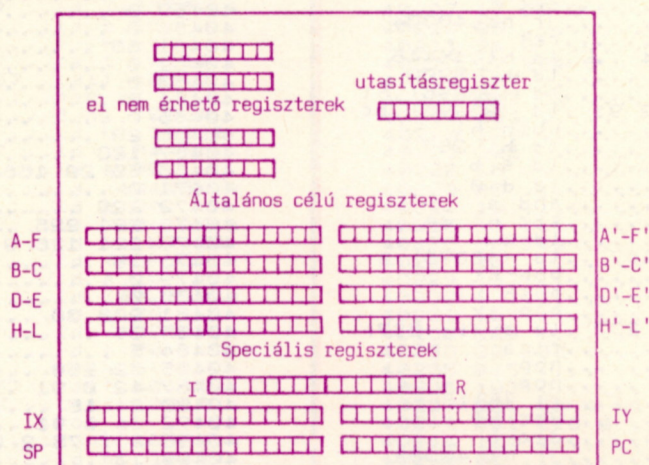 utasításregiszter
el nem érhető regiszterek
Általános célú regiszterek
A-F A'-F'
B-C B'-C'
D-E D'-E'
H-L H'-L'
Speciális regiszterek
I R
IX IY
SP PC